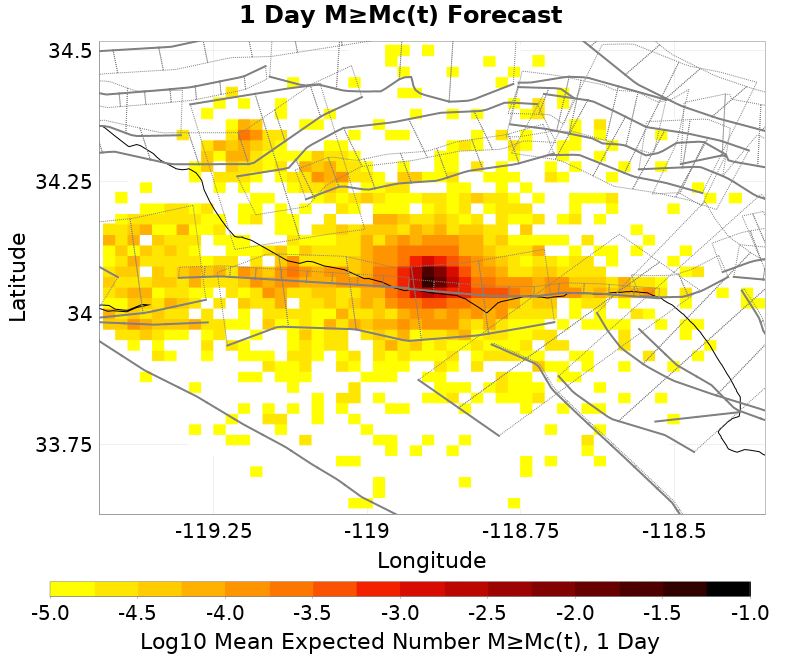 1 Day M≥Mc(t) Forecast
34.5
34.25
34
33.75
Latitude
-119.25 -119 -118.75 -118.5
Longitude
-5.0 -4.5 -4.0 -3.5 -3.0 -2.5 -2.0 -1.5 -1.0
Log10 Mean Expected Number M≥Mc(t), 1 Day